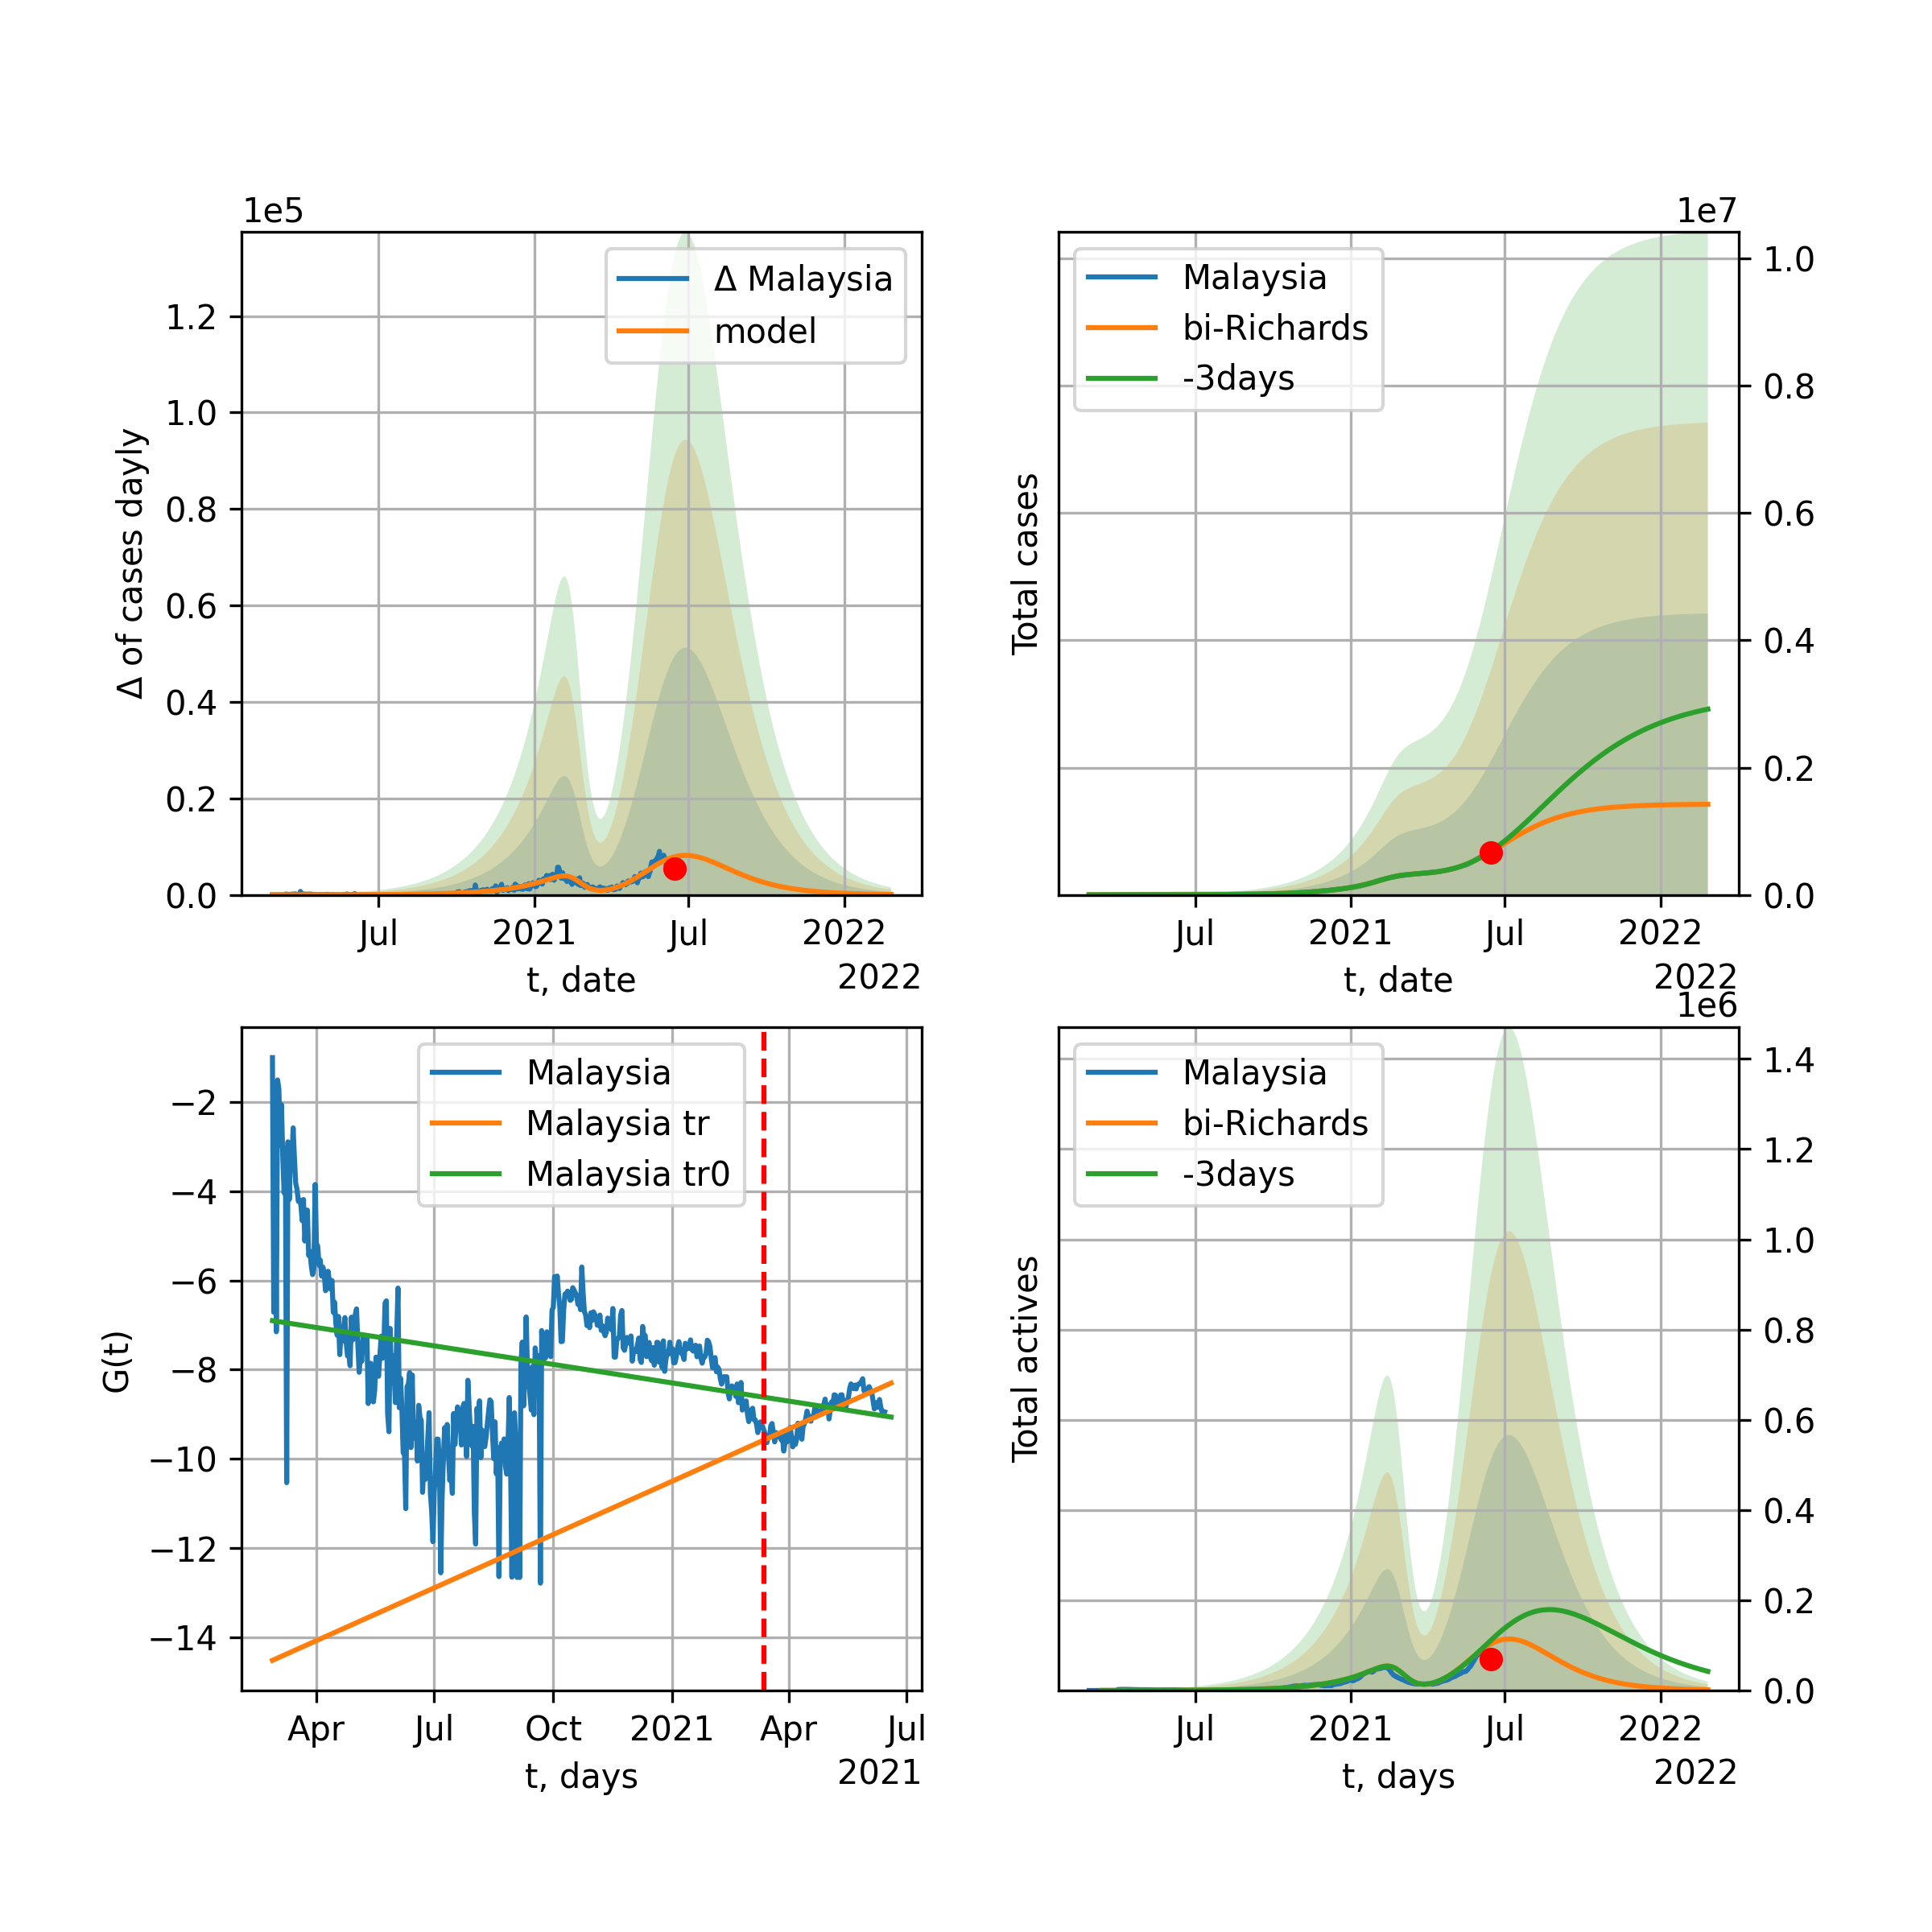 1e5
Δ Malaysia
model
1.2
1.0
0.8
0.6
0.4
0.2
0.0
Δ of cases dayly
Jul
2021
Jul
2022
t, date
2022
1e7
Malaysia
bi-Richards
-3days
1.0
0.8
0.6
0.4
0.2
0.0
Total cases
Jul
2021
Jul
2022
t, date
2022
Malaysia
Malaysia tr
Malaysia tr0
−2
−4
−6
−8
−10
−12
−14
G(t)
Apr
Jul
Oct
2021
Apr
Jul
t, days
2021
1e6
Malaysia
bi-Richards
-3days
1.4
1.2
1.0
0.8
0.6
0.4
0.2
0.0
Total actives
Jul
2021
Jul
2022
t, days
2022